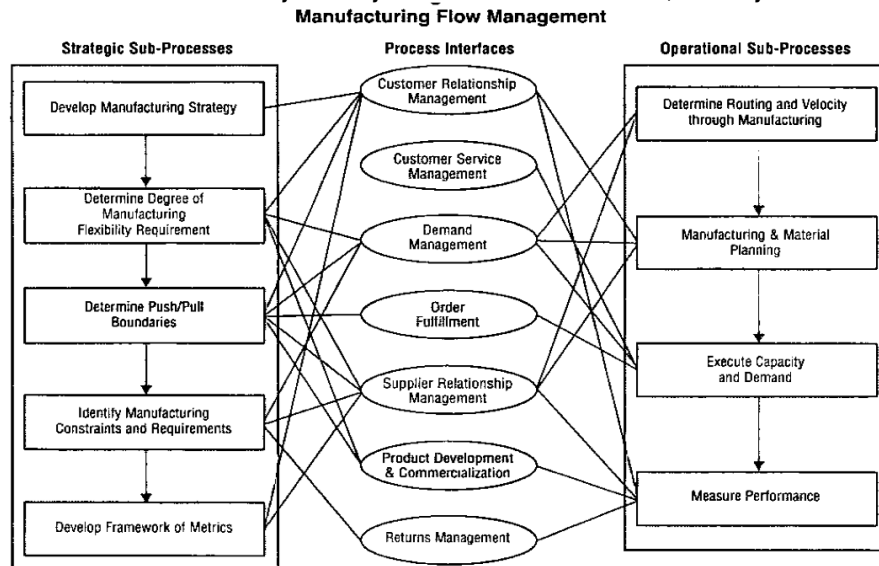 Manufacturing Flow Management
Strategic Sub-Processes
Process Interfaces
Operational Sub-Processes
Develop Manufacturing Strategy
Determine Degree of
Manufacturing
Flexibility Requirement
Determine Push/Pull
Boundaries
Identify Manufacturing
Constraints and Requirements
Develop Framework of Metrics
Customer Relationship
Management
Customer Service
Management
Demand
Management
Order
Fulfillment
Supplier Relationship
Management
Product Development
& Commercialization
Returns Management
Determine Routing and Velocity
through Manufacturing
Manufacturing & Material
Planning
Execute Capacity
and Demand
Measure Performance